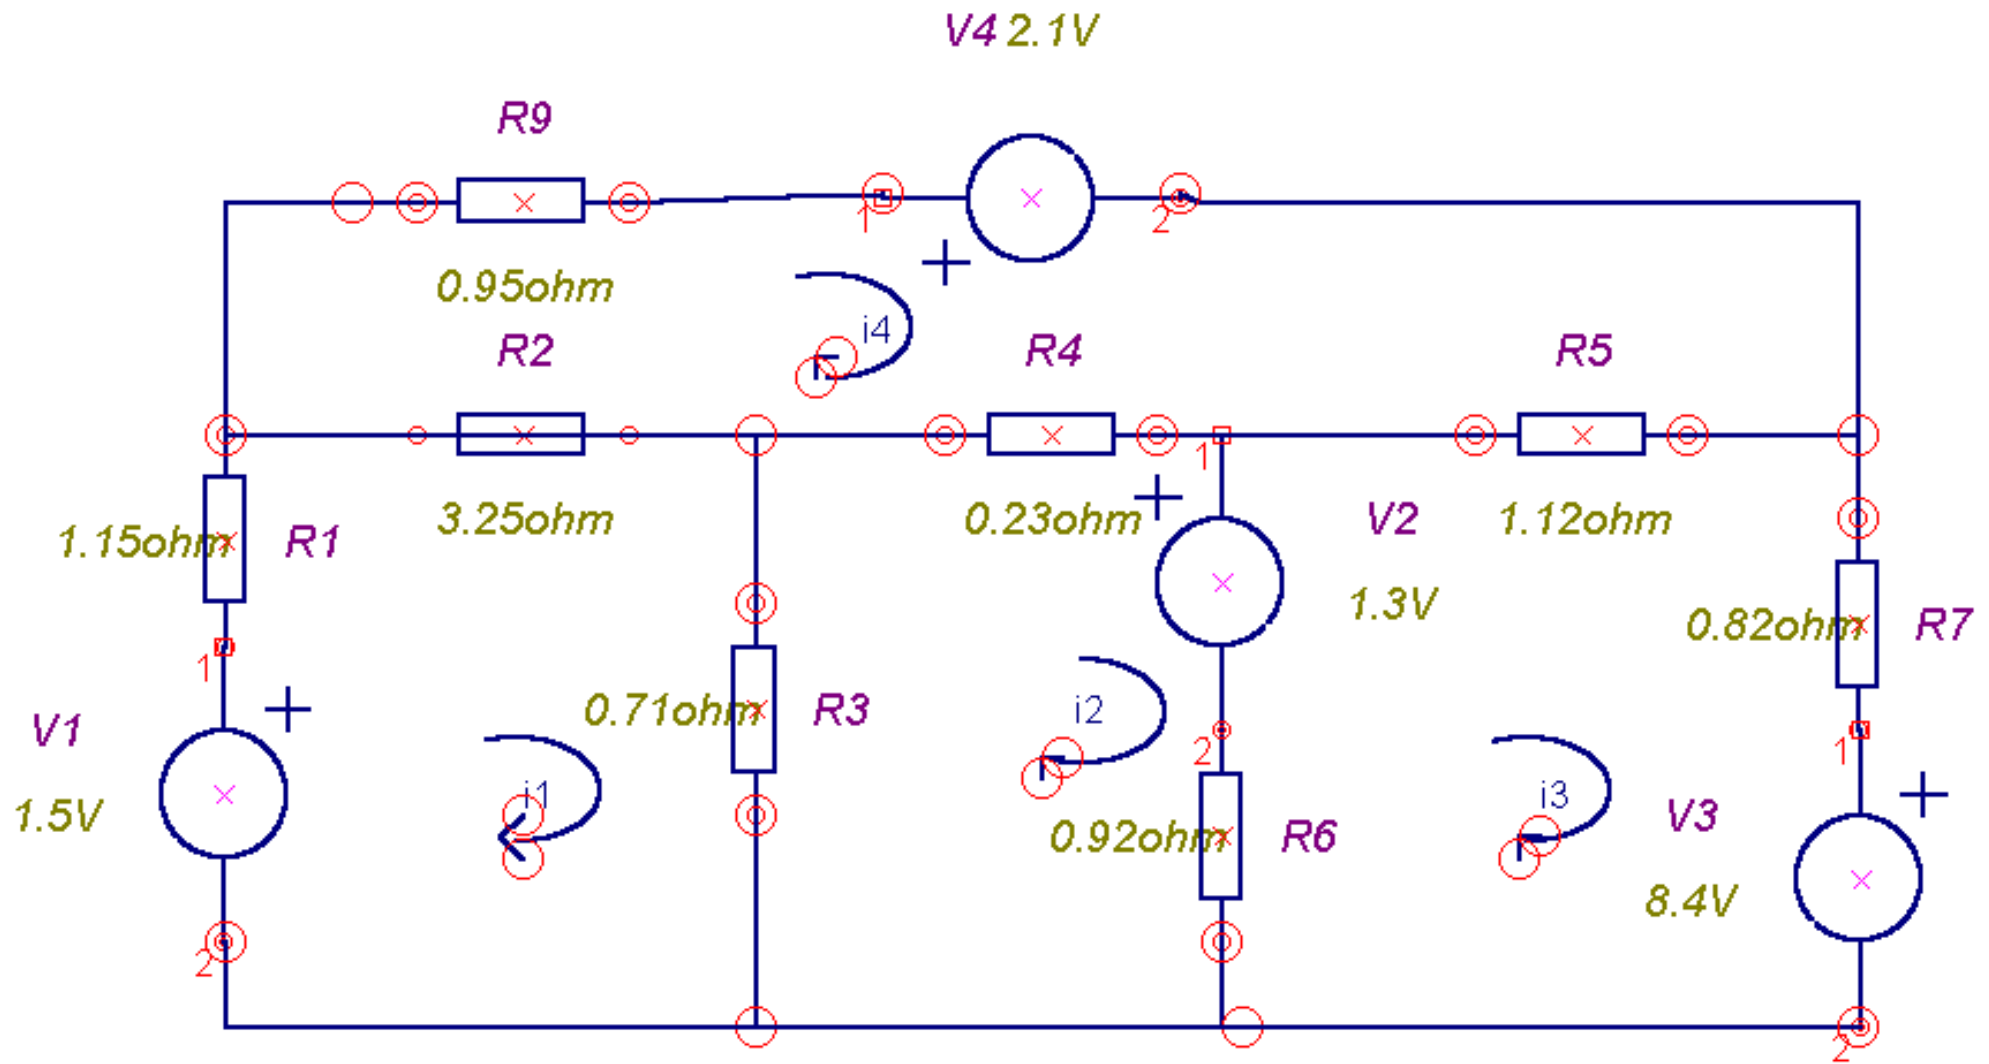 V4 2.1V
R9
1
2
0.95ohm
i4
R2
R4
R5
1
3.25ohm
0.23ohm
V2
1.12ohm
1.15ohm
R1
1.3V
0.82ohm
R7
1
0.71ohm
R3
i2
V1
2
1
1.5V
i1
i3
V3
0.92ohm
R6
8.4V
2
2